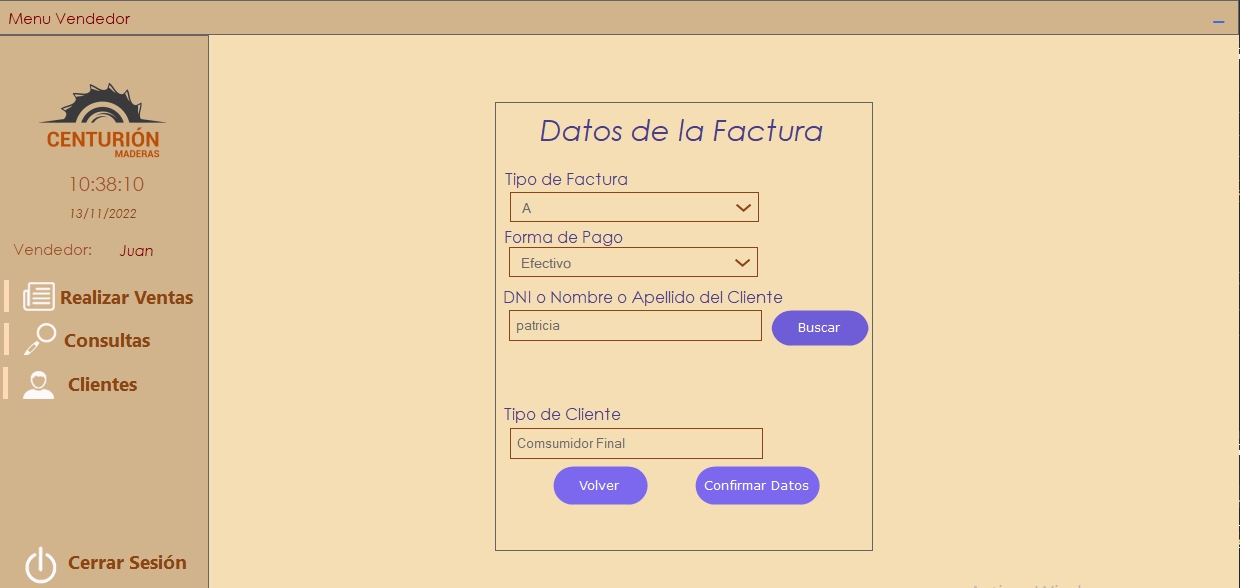 Menu Vendedor
CENTURIÓN
MADERAS
10:38:10
13/11/2022
Vendedor: Juan
Realizar Ventas
Consultas
Clientes
Cerrar Sesión
Datos de la Factura
Tipo de Factura
A
Forma de Pago
Efectivo
DNI o Nombre o Apellido del Cliente
patricia
Buscar
Tipo de Cliente
Comsumidor Final
Volver
Confirmar Datos